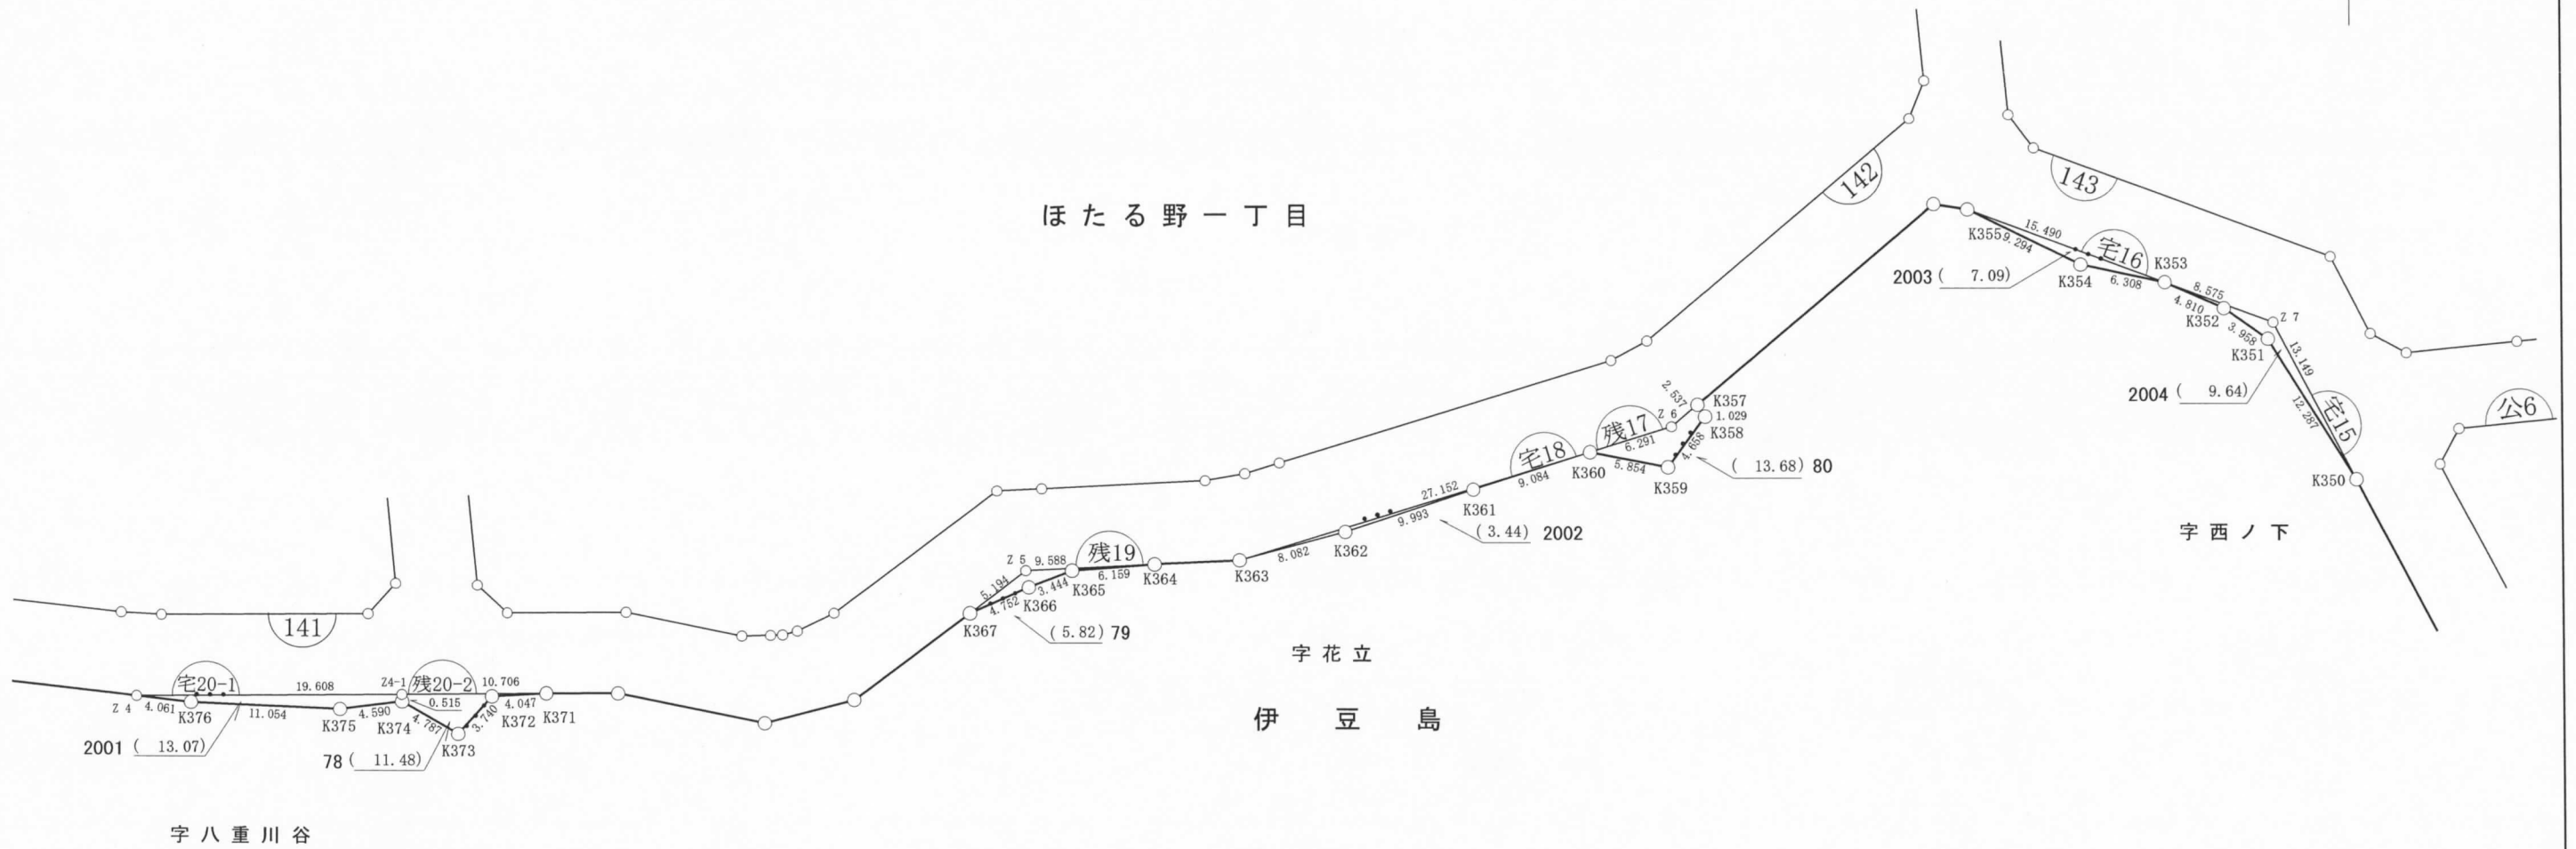 ほたる野一丁目
142
143
15.490
宅16
K355
9.294
K353
2003 ( 7.09)
K354
6.308
8.575
4.810
Z 7
K352
3.958
K351
13.149
2004 ( 9.64)
12.287
宅15
公6
K350
字西ノ下
2.537
K357
Z 6
1.029
残17
K358
6.291
4.658
宅18
K360
5.854
( 13.68) 80
9.084
K359
27.152
K361
9.993
( 3.44) 2002
K362
8.082
残19
Z 5
9.588
K363
6.159
K364
5.194
3.444
K365
4.752
K366
K367
( 5.82) 79
字花立
伊豆島
141
宅20-1
19.608
Z4-1
残20-2
10.706
Z 4
4.061
0.515
4.047
K376
11.054
4.590
4.787
3.740
K372
K371
K375
K374
K373
2001 ( 13.07)
78 ( 11.48)
字八重川谷